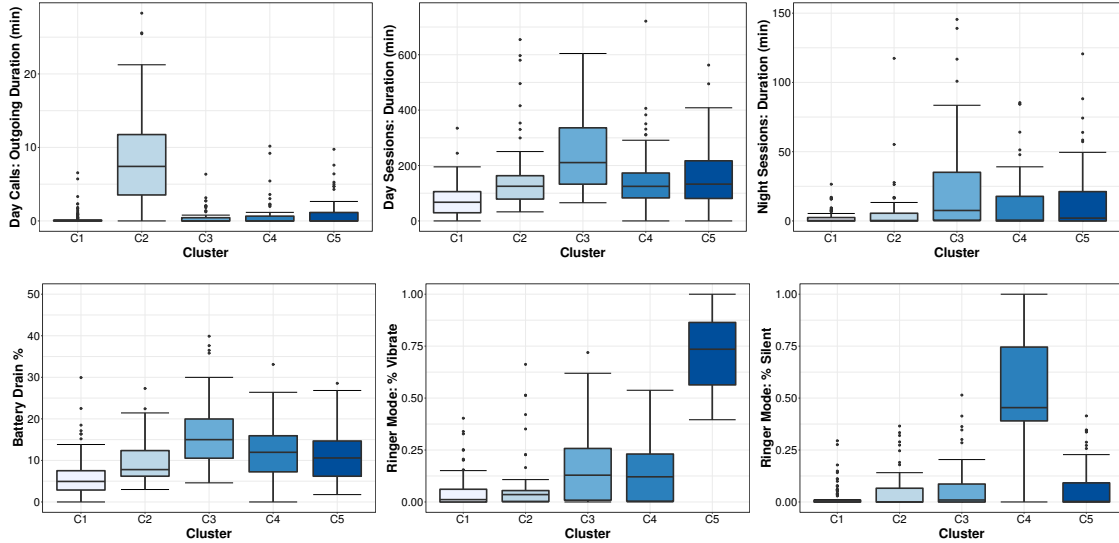 Day Calls: Outgoing Duration (min)
20
10
0
C1 C2 C3 C4 C5
Cluster
Day Sessions: Duration (min)
600
400
200
0
C1 C2 C3 C4 C5
Cluster
Night Sessions: Duration (min)
150
100
50
0
C1 C2 C3 C4 C5
Cluster
Battery Drain %
50
40
30
20
10
0
C1 C2 C3 C4 C5
Cluster
Ringer Mode: % Vibrate
1.00
0.75
0.50
0.25
0.00
C1 C2 C3 C4 C5
Cluster
Ringer Mode: % Silent
1.00
0.75
0.50
0.25
0.00
C1 C2 C3 C4 C5
Cluster